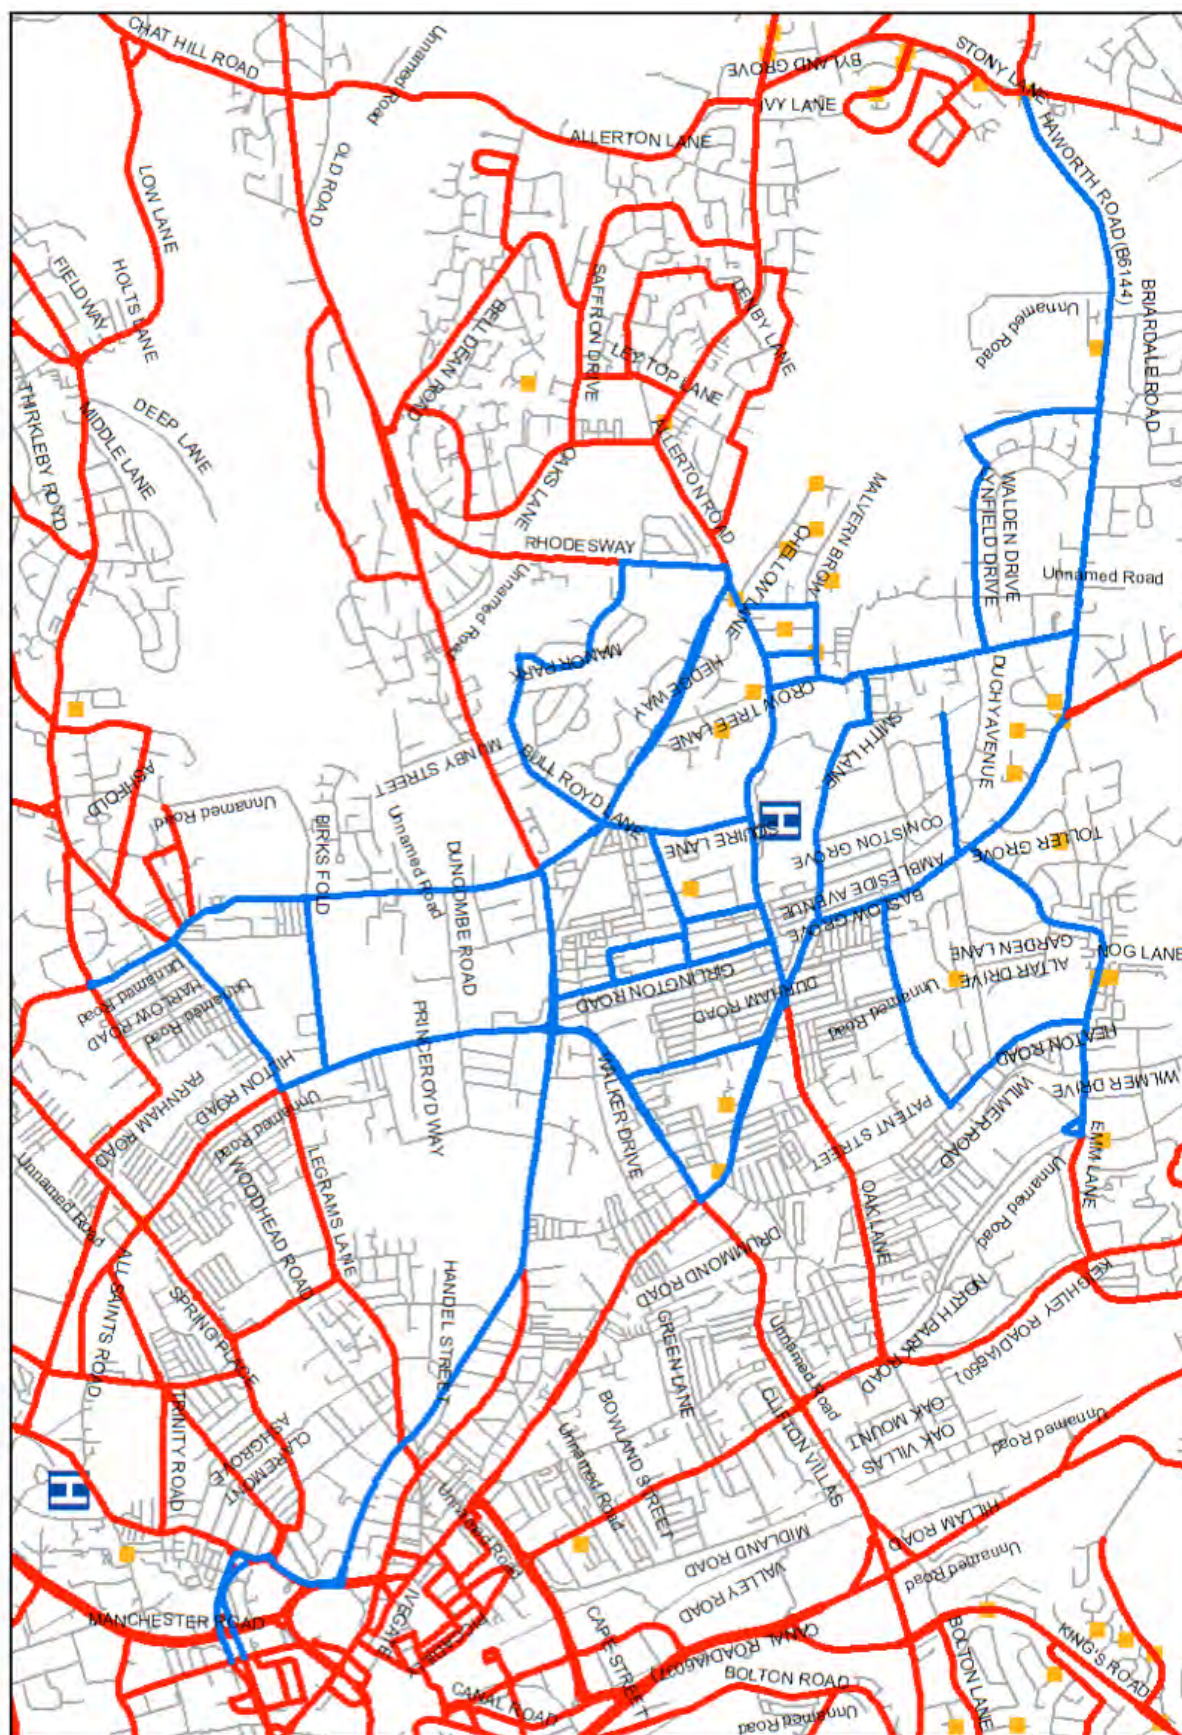 CHAT HILL ROAD
Unnamed Road
BYLAND GROVE
STONY LANE
IVY LANE
ALLERTON LANE
HAWORTH ROAD (B6144)
OLD ROAD
LOW LANE
FIELD WAY
HOLTS LANE
SAFFRON DRIVE
DENBY LANE
BELL DEAN ROAD
LEY TOP LANE
Unnamed Road
BRIARDALE ROAD
THIRKLEBY ROYD
MIDDLE LANE
DEEP LANE
OAKS LANE
ALLERTON ROAD
MALVERN BROW
CHELLOW LANE
WALDEN DRIVE
LYNFIELD DRIVE
RHODESWAY
Unnamed Road
Unnamed Road
MANOR PARK
HEDGE WAY
CROW TREE LANE
DUCHY AVENUE
SMITH LANE
MUNBY STREET
BULL ROYD LANE
ASHFOLD
Unnamed Road
BIRKS FOLD
Unnamed Road
DUNCOMBE ROAD
SQUIRE LANE
H
CONISTON GROVE
AMBLESIDE AVENUE
TOLLER GROVE
BASLOW GROVE
GARDEN LANE
ALTAR DRIVE
NOG LANE
Unnamed Road
HARLOW ROAD
Unnamed Road
Unnamed Road
GIRLINGTON ROAD
DURHAM ROAD
Unnamed Road
HEATON ROAD
WILMER DRIVE
PRINCEROYD WAY
HILTON ROAD
FARNHAM ROAD
Unnamed Road
Unnamed Road
WALKER DRIVE
PATENT STREET
WILMER ROAD
EMM LANE
Unnamed Road
Unnamed Road
WOODHEAD ROAD
LEGRAMS LANE
OAK LANE
DRUMMOND ROAD
ALL SAINTS ROAD
SPRING PLACE
HANDEL STREET
GREEN LANE
Unnamed Road
NORTH PARK ROAD
KEIGHLEY ROAD (A650)
TRINITY ROAD
ASHGROVE
CLAREMONT
BOWLAND STREET
Unnamed Road
CLIFTON VILLAS
OAK MOUNT
OAK VILLAS
Unnamed Road
H
Unnamed Road
MIDLAND ROAD
VALLEY ROAD
HILLAM ROAD
Unnamed Road
MANCHESTER ROAD
IVEGATE
PICCADILLY
CAPE STREET
CANAL ROAD (A6037)
CANAL ROAD
BOLTON ROAD
Unnamed Road
BOLTON LANE
KING'S ROAD